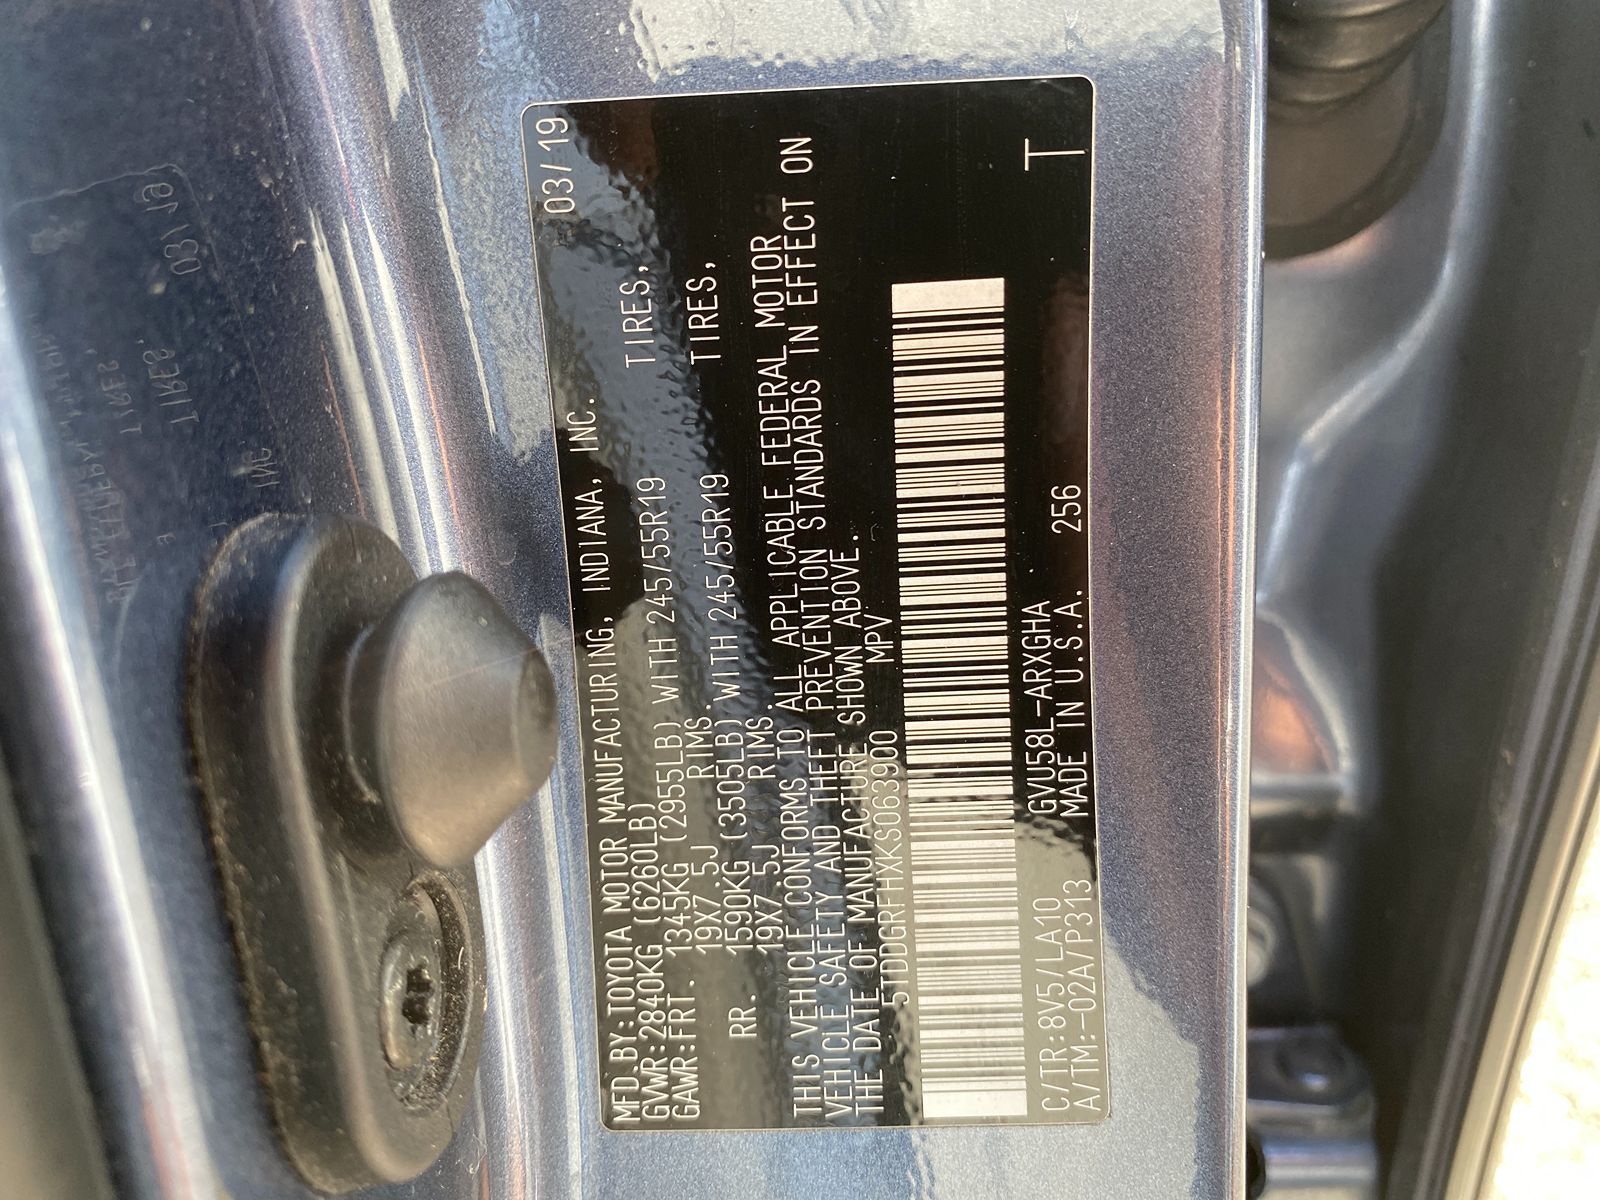 MFD.BY:TOYOTA MOTOR MANUFACTURING, INDIANA, INC. 03/19
GVWR:2840KG (6260LB)
GAWR:FRT. 1345KG (2955LB) WITH 245/55R19 TIRES,
19X7.5J RIMS.
RR. 1590KG (3505LB) WITH 245/55R19 TIRES,
19X7.5J RIMS.
THIS VEHICLE CONFORMS TO ALL APPLICABLE FEDERAL MOTOR
VEHICLE SAFETY AND THEFT PREVENTION STANDARDS IN EFFECT ON
THE DATE OF MANUFACTURE SHOWN ABOVE.
5TDDGRFHXKS063900 MPV
C/TR:8V5/LA10 GVU58L-ARXGHA T
A/TM:-02A/P313 MADE IN U.S.A. 256